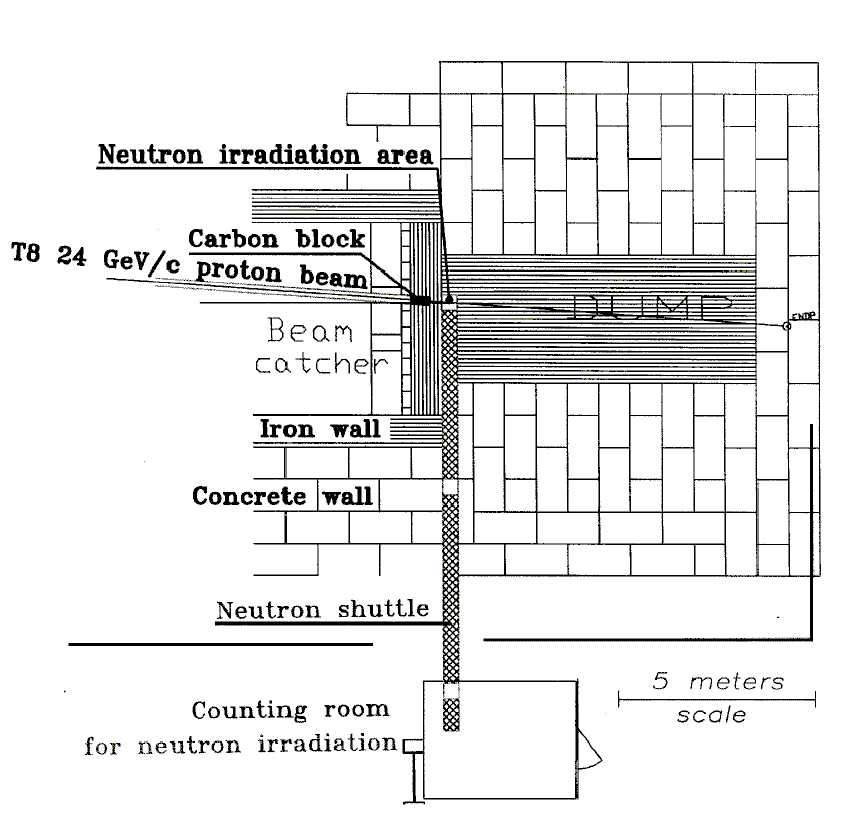 Neutron irradiation area
Carbon block
T8 24 GeV/c proton beam
DUMP
ENDP
Beam
catcher
Iron wall
Concrete wall
Neutron shuttle
5 meters
scale
Counting room
for neutron irradiation